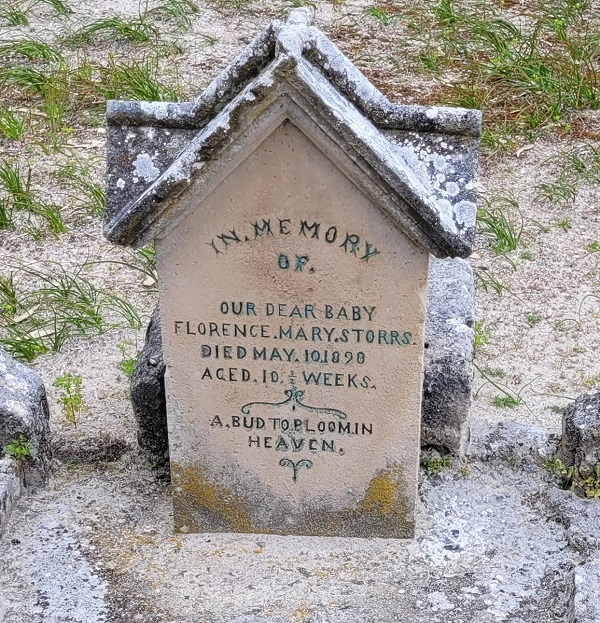 IN.MEMORY
OF.
OUR DEAR BABY
FLORENCE.MARY.STORRS.
DIED MAY.10.1898
AGED.10.½ WEEKS.
A.BUD TO.BLOOM.IN
HEAVEN.